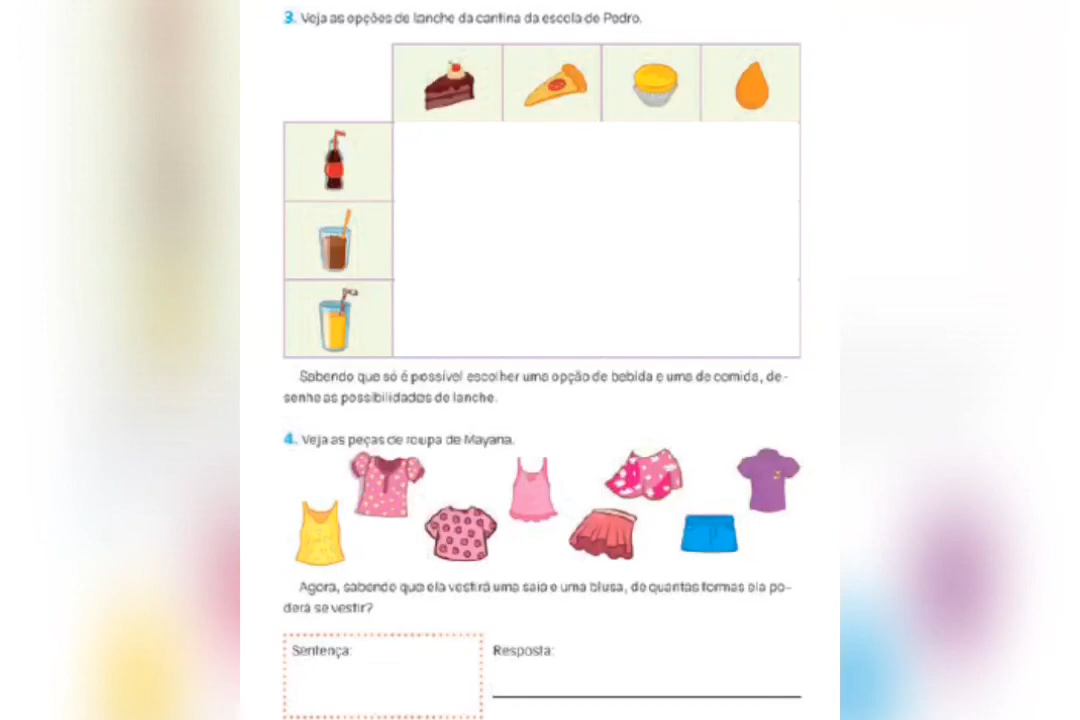 3. Veja as opções de lanche da cantina da escola de Pedro.
Sabendo que só é possível escolher uma opção de bebida e uma de comida, de-
senhe as possibilidades de lanche.
4. Veja as peças de roupa de Mayana.
Agora, sabendo que ela vestirá uma saia e uma blusa, de quantas formas ela po-
derá se vestir?
Sentença:
Resposta: